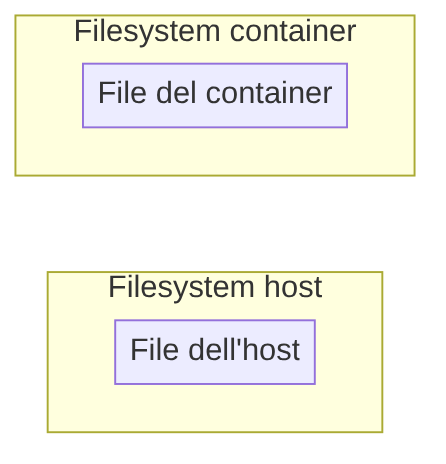 Filesystem container
File del container
Filesystem host
File dell'host